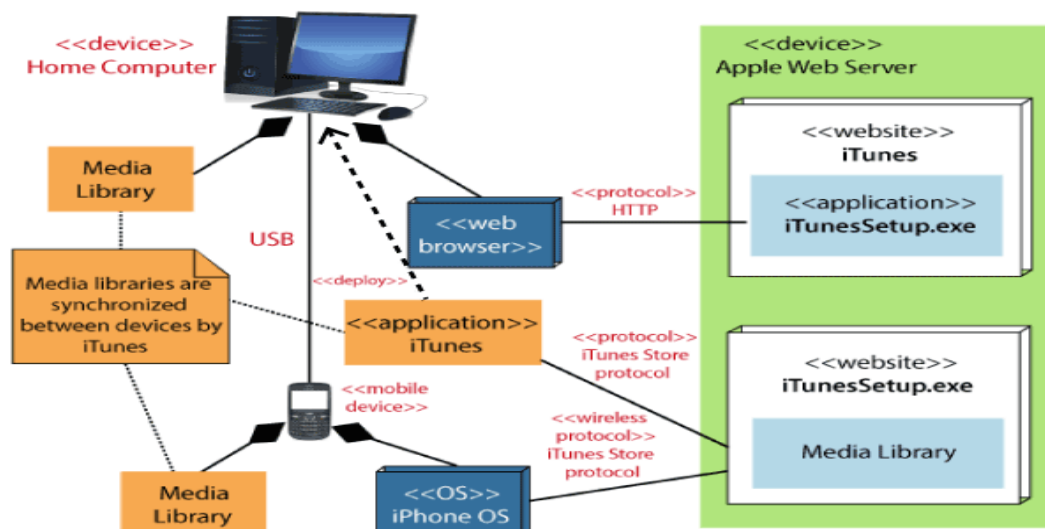 <<device>>
Home Computer
<<device>>
Apple Web Server
<<website>>
iTunes
<<application>>
iTunesSetup.exe
Media
Library
<<protocol>>
HTTP
<<web
browser>>
USB
Media libraries are
synchronized
between devices by
iTunes
<<deploy>>
<<application>>
iTunes
<<protocol>>
iTunes Store
protocol
<<website>>
iTunesSetup.exe
Media Library
<<mobile
device>>
<<wireless
protocol>>
iTunes Store
protocol
Media
Library
<<OS>>
iPhone OS